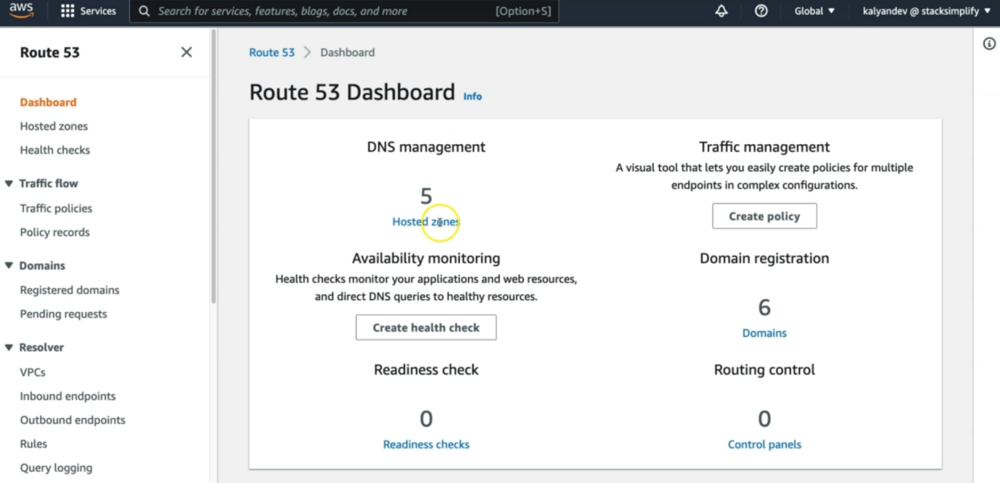 aws
Services
Search for services, features, blogs, docs, and more
[Option+S]
Global
kalyandev @ stacksimplify
Route 53
Dashboard
Hosted zones
Health checks
Traffic flow
Traffic policies
Policy records
Domains
Registered domains
Pending requests
Resolver
VPCs
Inbound endpoints
Outbound endpoints
Rules
Query logging
Route 53 > Dashboard
Route 53 Dashboard Info
DNS management
5
Hosted zones
Traffic management
A visual tool that lets you easily create policies for multiple
endpoints in complex configurations.
Create policy
Availability monitoring
Health checks monitor your applications and web resources,
and direct DNS queries to healthy resources.
Create health check
Domain registration
6
Domains
Readiness check
0
Readiness checks
Routing control
0
Control panels